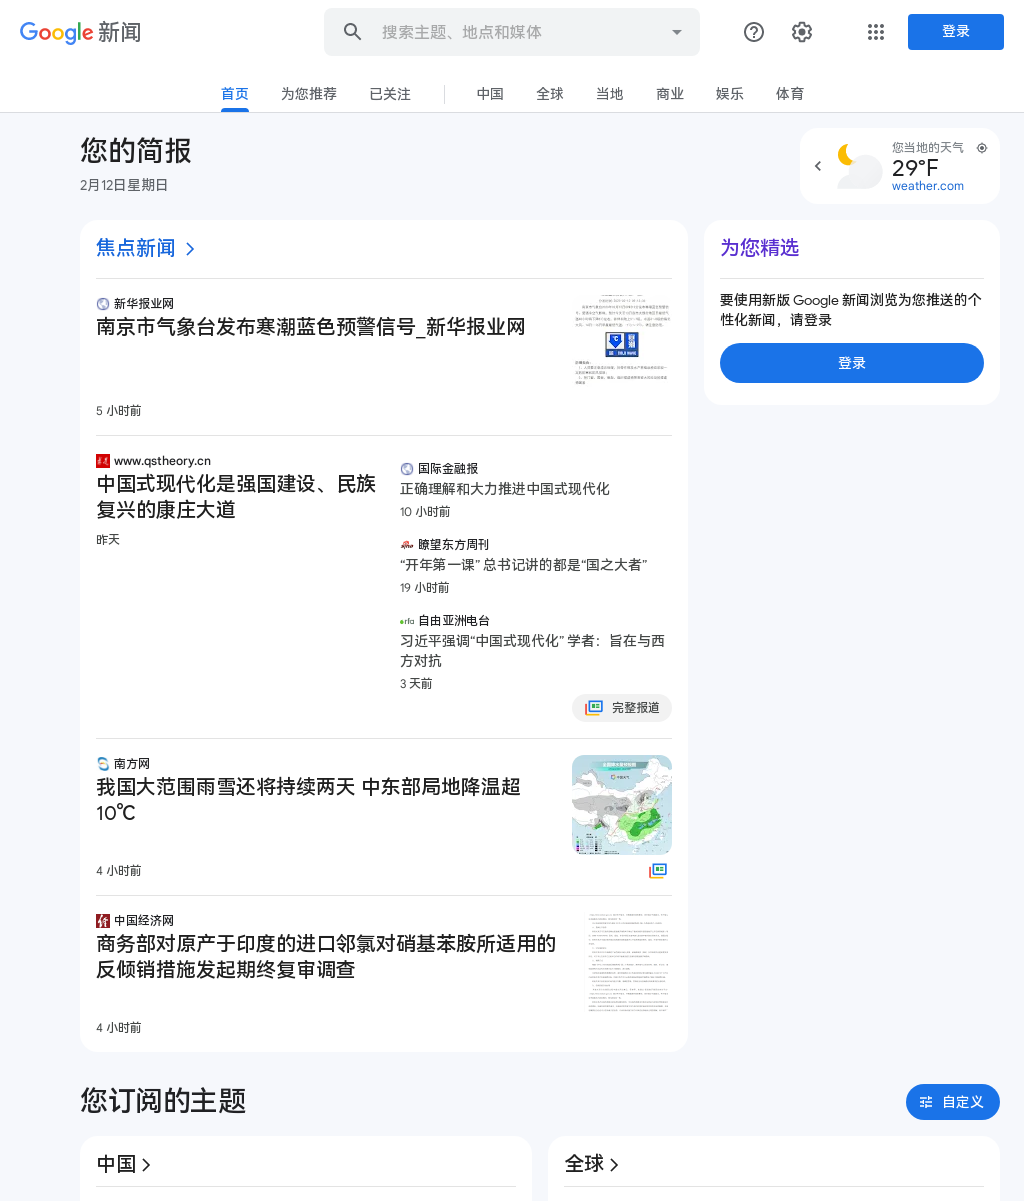 Google 新闻
搜索主题、地点和媒体
登录
首页
为您推荐
已关注
中国
全球
当地
商业
娱乐
体育
您的简报
2月12日星期日
您当地的天气
29°F
weather.com
焦点新闻
新华报业网
南京市气象台发布寒潮蓝色预警信号_新华报业网
5 小时前
www.qstheory.cn
中国式现代化是强国建设、民族
复兴的康庄大道
昨天
国际金融报
正确理解和大力推进中国式现代化
10 小时前
瞭望东方周刊
“开年第一课” 总书记讲的都是“国之大者”
19 小时前
rfa 自由亚洲电台
习近平强调“中国式现代化” 学者：旨在与西
方对抗
3 天前
完整报道
南方网
我国大范围雨雪还将持续两天 中东部局地降温超
10℃
4 小时前
中国经济网
商务部对原产于印度的进口邻氯对硝基苯胺所适用的
反倾销措施发起期终复审调查
4 小时前
为您精选
要使用新版 Google 新闻浏览为您推送的个
性化新闻，请登录
登录
您订阅的主题
自定义
中国
全球